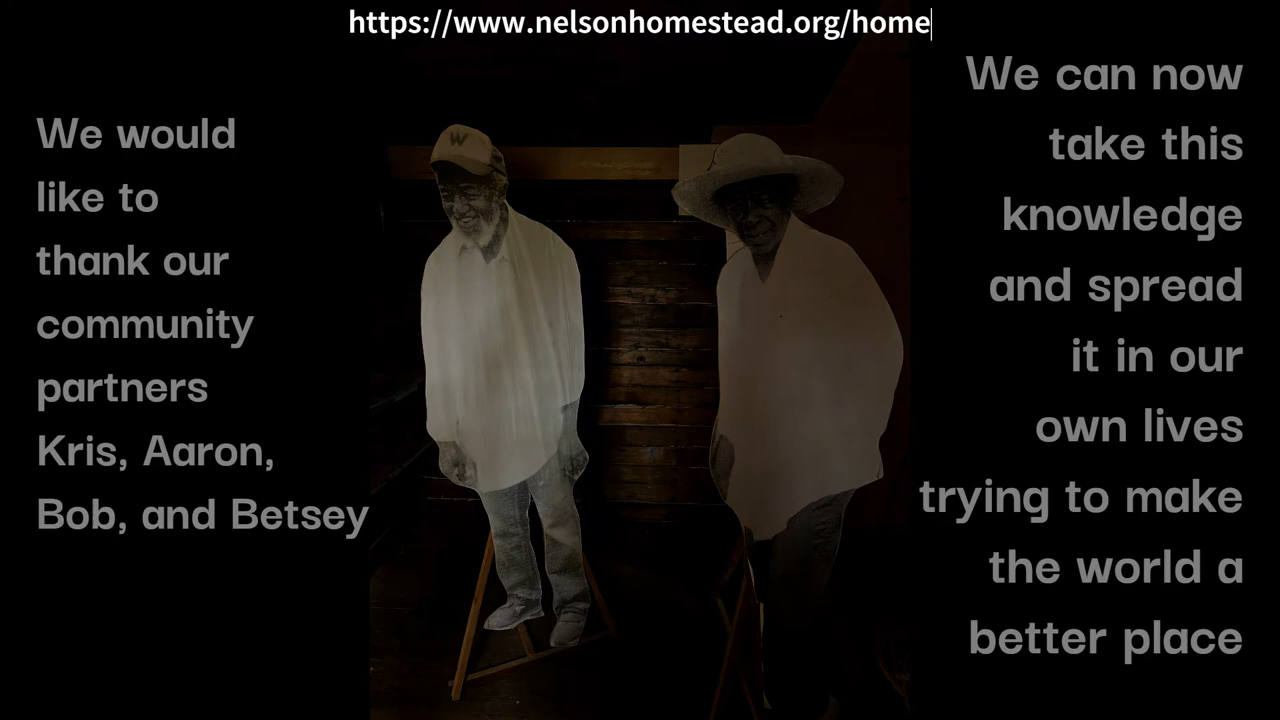 https://www.nelsonhomestead.org/home
We would
like to
thank our
community
partners
Kris, Aaron,
Bob, and Betsey
W
We can now
take this
knowledge
and spread
it in our
own lives
trying to make
the world a
better place